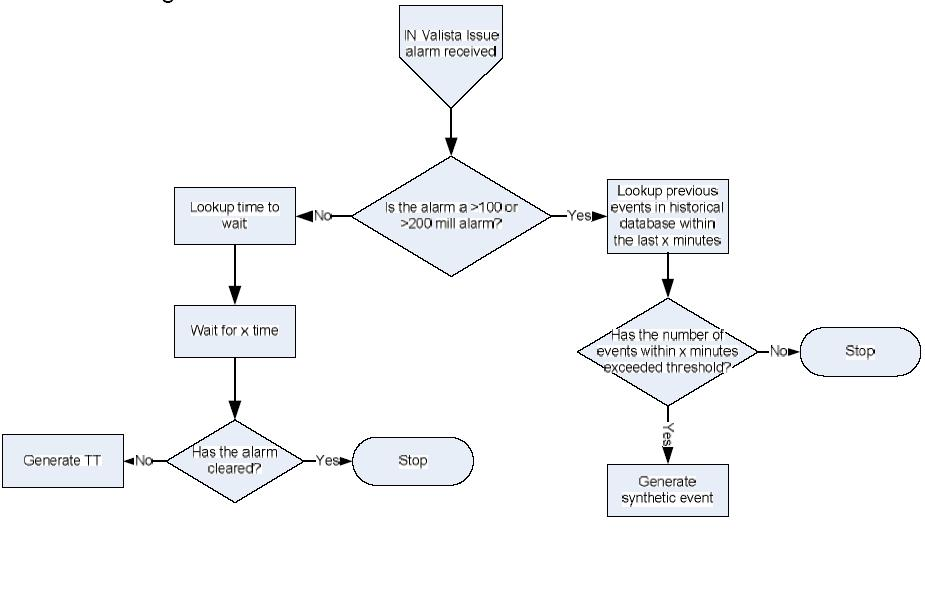 IN Valista Issue
alarm received
Is the alarm a >100 or
>200 mill alarm?
No
Yes
Lookup time to
wait
Lookup previous
events in historical
database within
the last x minutes
Wait for x time
Has the number of
events within x minutes
exceeded threshold?
No
Stop
Yes
Has the alarm
cleared?
No
Generate TT
Yes
Stop
Generate
synthetic event